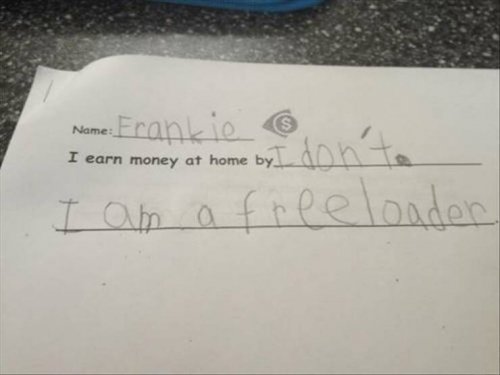 Name: Frankie $
I earn money at home by I don't.
I am a freeloader